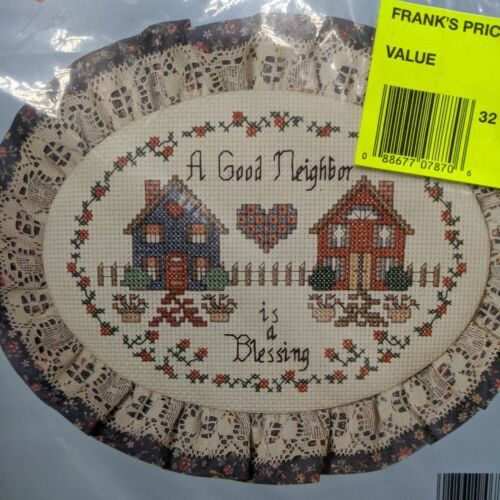 FRANK'S PRIC
VALUE
32
0 88677 07870 6
A Good Neighbor
is
a
Blessing